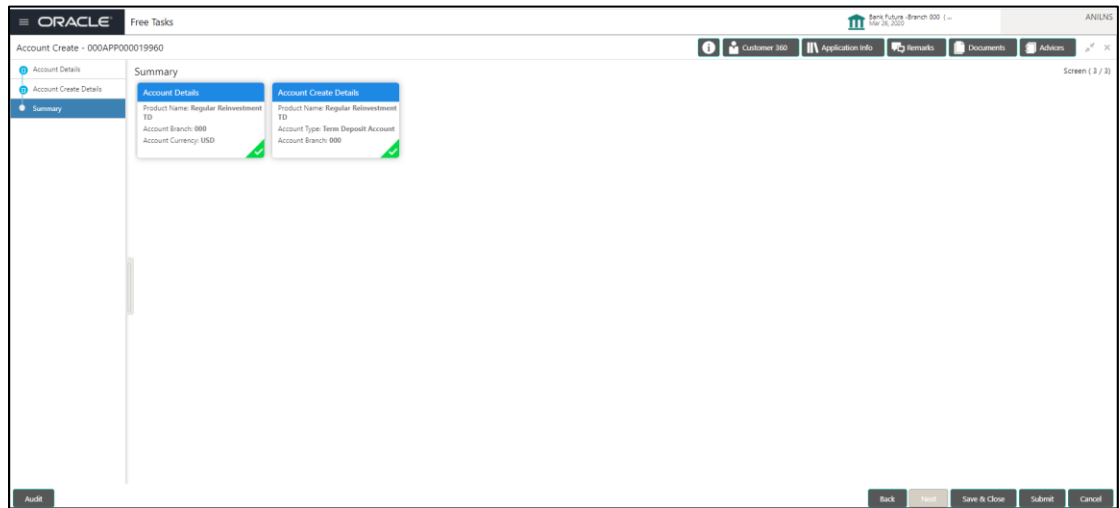 ORACLE
Free Tasks
Bank Futura -Branch 000 (...
Mar 26, 2020
ANILNS
Account Create - 000APP000019960
Customer 360
Application Info
Remarks
Documents
Advices
Account Details
Account Create Details
Summary
Summary
Screen ( 3 / 3)
Account Details
Product Name: Regular Reinvestment
TD
Account Branch: 000
Account Currency: USD
Account Create Details
Product Name: Regular Reinvestment
TD
Account Type: Term Deposit Account
Account Branch: 000
Audit
Back
Next
Save & Close
Submit
Cancel